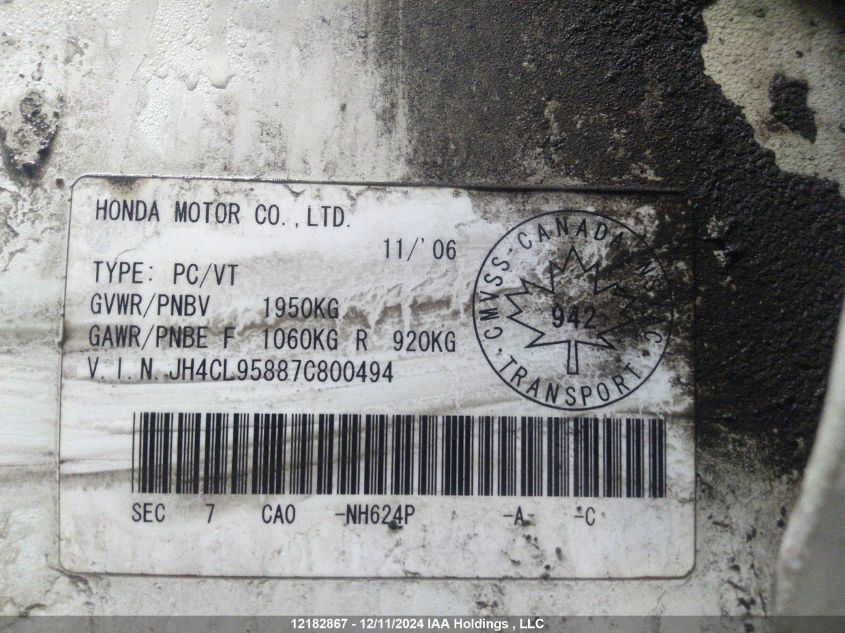 HONDA MOTOR CO.,LTD.
11/'06
TYPE: PC/VT
GVWR/PNBV 1950KG
GAWR/PNBE F 1060KG R 920KG
V.I.N. JH4CL95887C800494
CMVSS-CANADA-NSVAC
942
TRANSPORT
SEC 7 CA0 -NH624P -A -C
12182867 - 12/11/2024 IAA Holdings , LLC